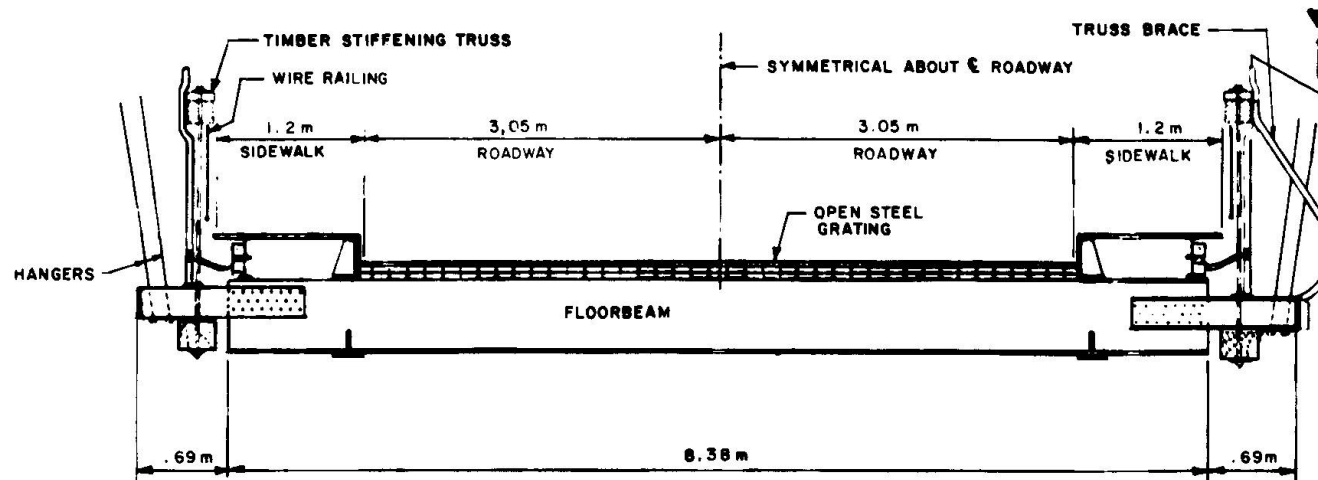 TIMBER STIFFENING TRUSS
TRUSS BRACE
WIRE RAILING
SYMMETRICAL ABOUT ℄ ROADWAY
1.2 m
3,05 m
3.05 m
1.2 m
SIDEWALK
ROADWAY
ROADWAY
SIDEWALK
OPEN STEEL
GRATING
HANGERS
FLOORBEAM
.69 m
8.38 m
.69 m